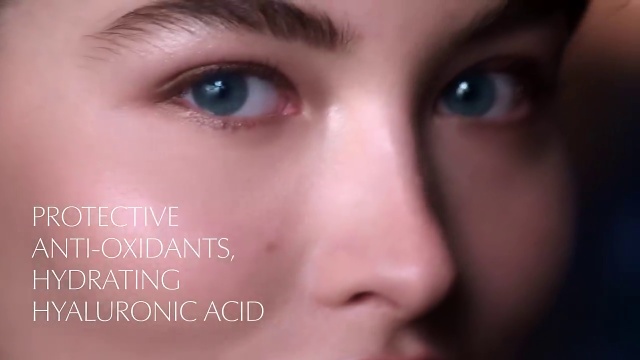 PROTECTIVE
ANTI-OXIDANTS,
HYDRATING
HYALURONIC ACID